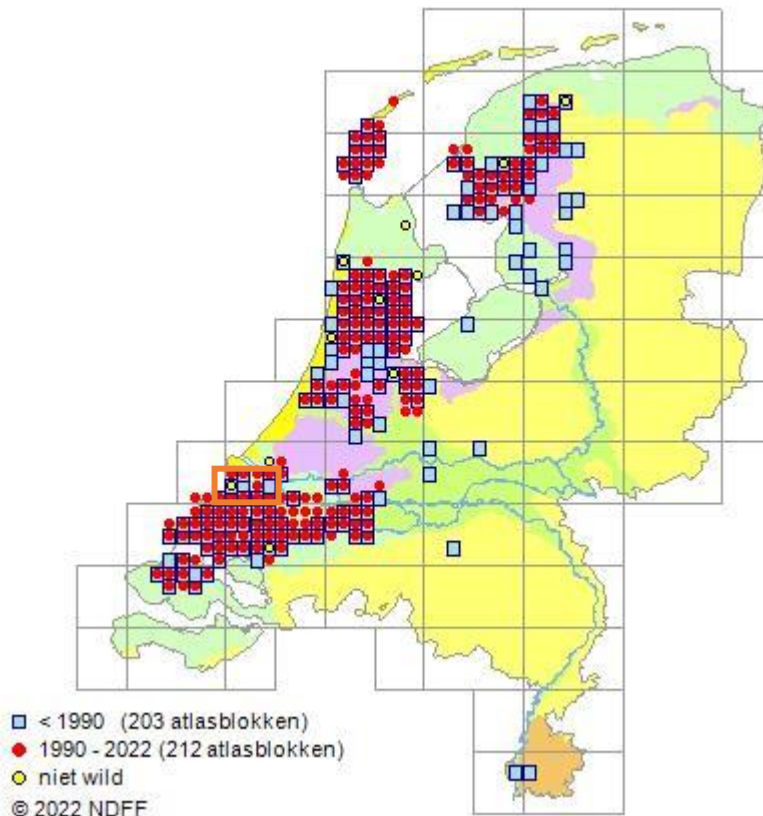 < 1990 (203 atlasblokken)
1990 - 2022 (212 atlasblokken)
niet wild
© 2022 NDFF